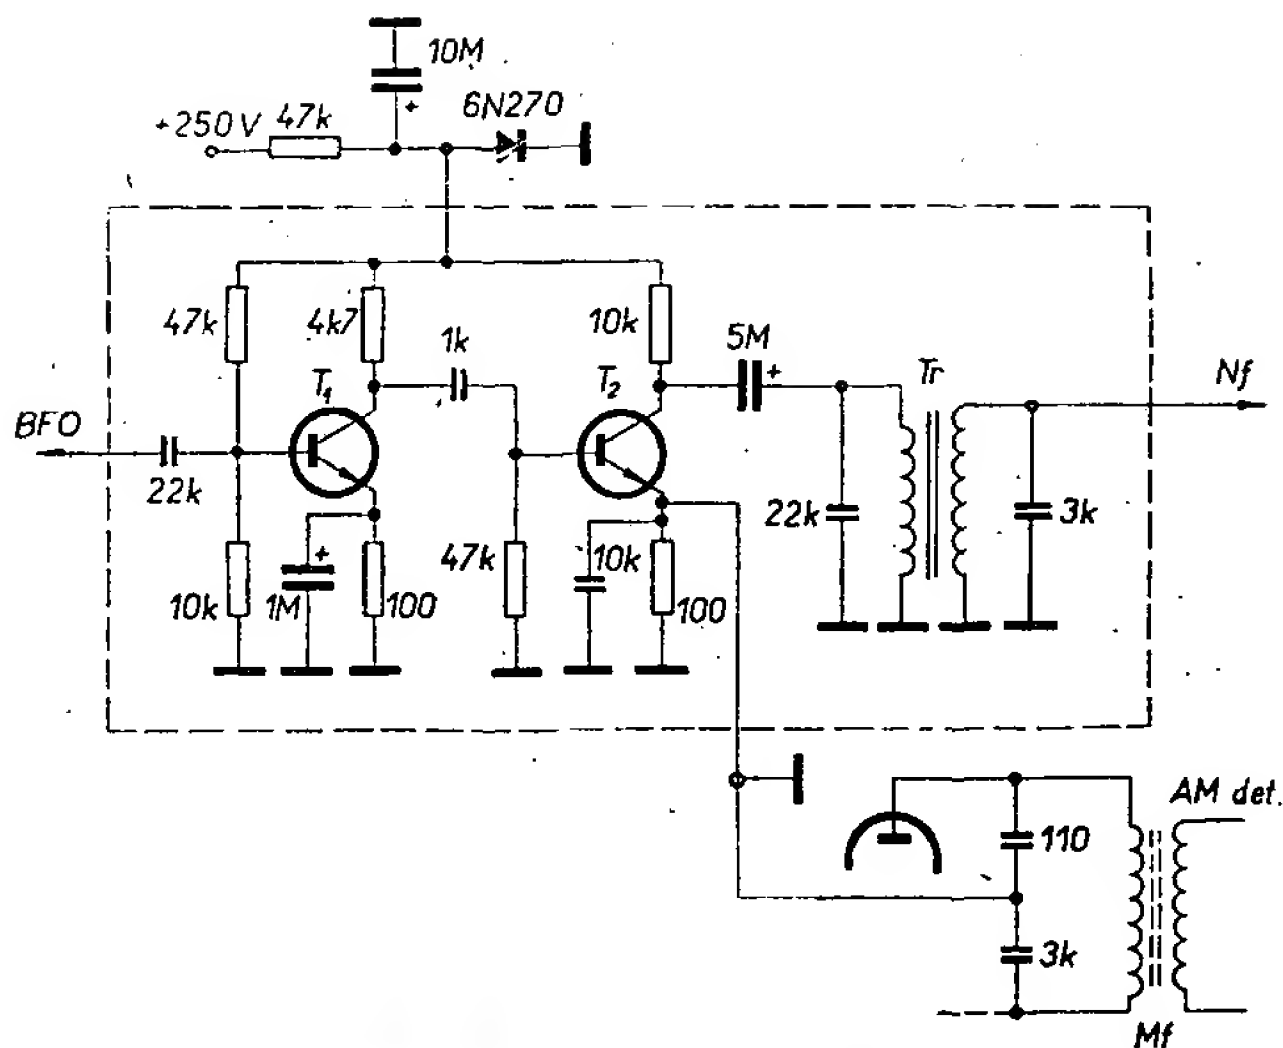 10M
+
6N270
+250V
47k
47k
4k7
1k
10k
5M
+
T1
T2
Tr
Nf
BFO
22k
10k
+
1M
100
47k
10k
100
22k
3k
AM det.
110
3k
Mf